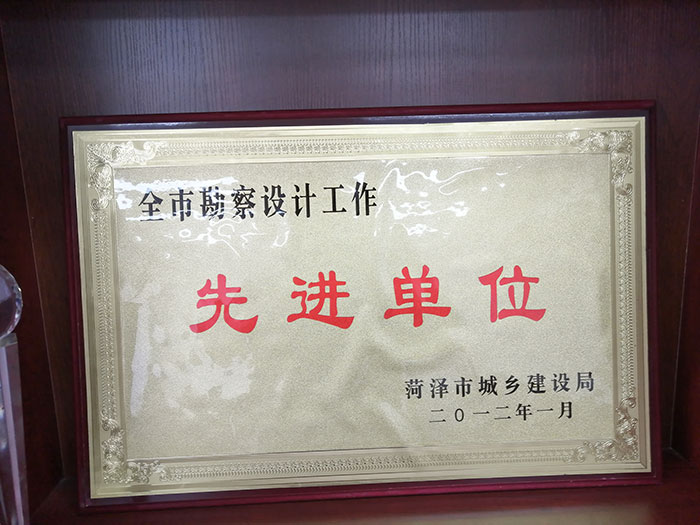 全市勘察设计工作
先进单位
菏泽市城乡建设局
二〇一二年一月